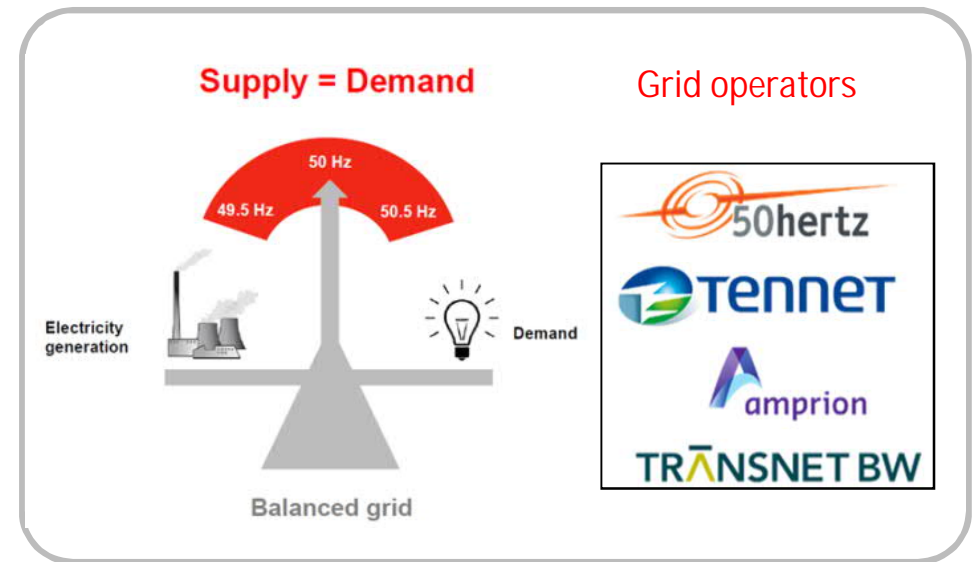 Supply = Demand
Grid operators
50 Hz
49.5 Hz
50.5 Hz
50hertz
Electricity
generation
Demand
TenneT
amprion
TRĀNSNET BW
Balanced grid